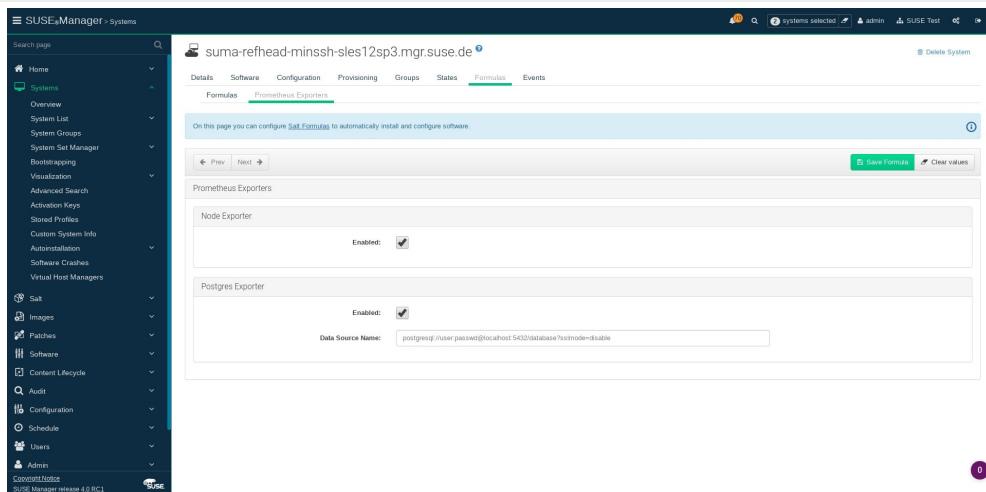 SUSE®Manager > Systems
20
2 systems selected
admin
SUSE Test
Search page
Home
Systems
Overview
System List
System Groups
System Set Manager
Bootstrapping
Visualization
Advanced Search
Activation Keys
Stored Profiles
Custom System Info
Autoinstallation
Software Crashes
Virtual Host Managers
Salt
Images
Patches
Software
Content Lifecycle
Audit
Configuration
Schedule
Users
Admin
Copyright Notice
SUSE Manager release 4.0 RC1
SUSE.
suma-refhead-minssh-sles12sp3.mgr.suse.de ?
Delete System
Details Software Configuration Provisioning Groups States Formulas Events
Formulas Prometheus Exporters
On this page you can configure Salt Formulas to automatically install and configure software.
Prev Next
Save Formula Clear values
Prometheus Exporters
Node Exporter
Enabled:
Postgres Exporter
Enabled:
Data Source Name: postgresql://user:passwd@localhost:5432/database?sslmode=disable
0